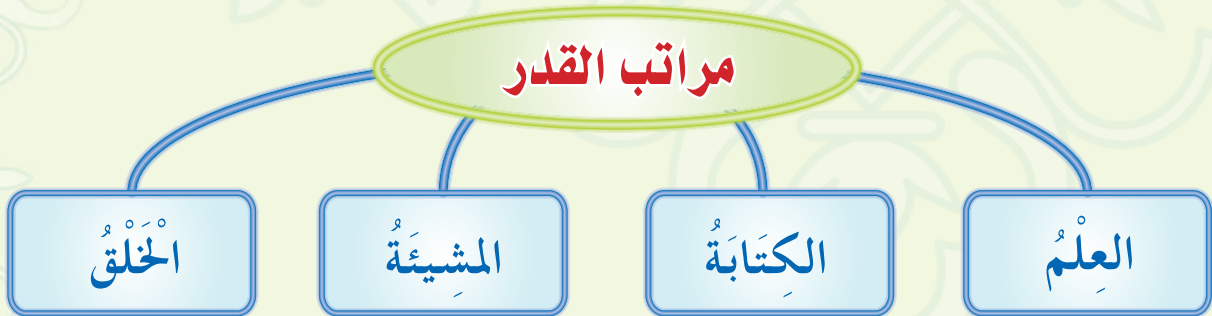 مراتب القدر
العِلْمُ
الكِتَابَةُ
المشِيئَةُ
الْخَلْقُ